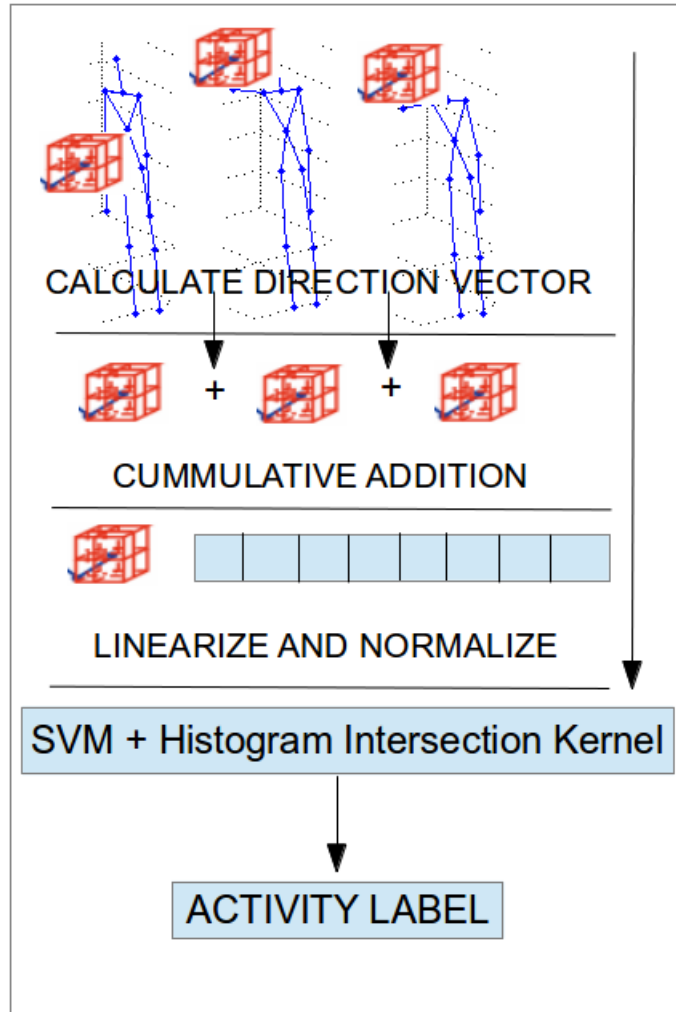 CALCULATE DIRECTION VECTOR
+ +
CUMMULATIVE ADDITION
LINEARIZE AND NORMALIZE
SVM + Histogram Intersection Kernel
ACTIVITY LABEL